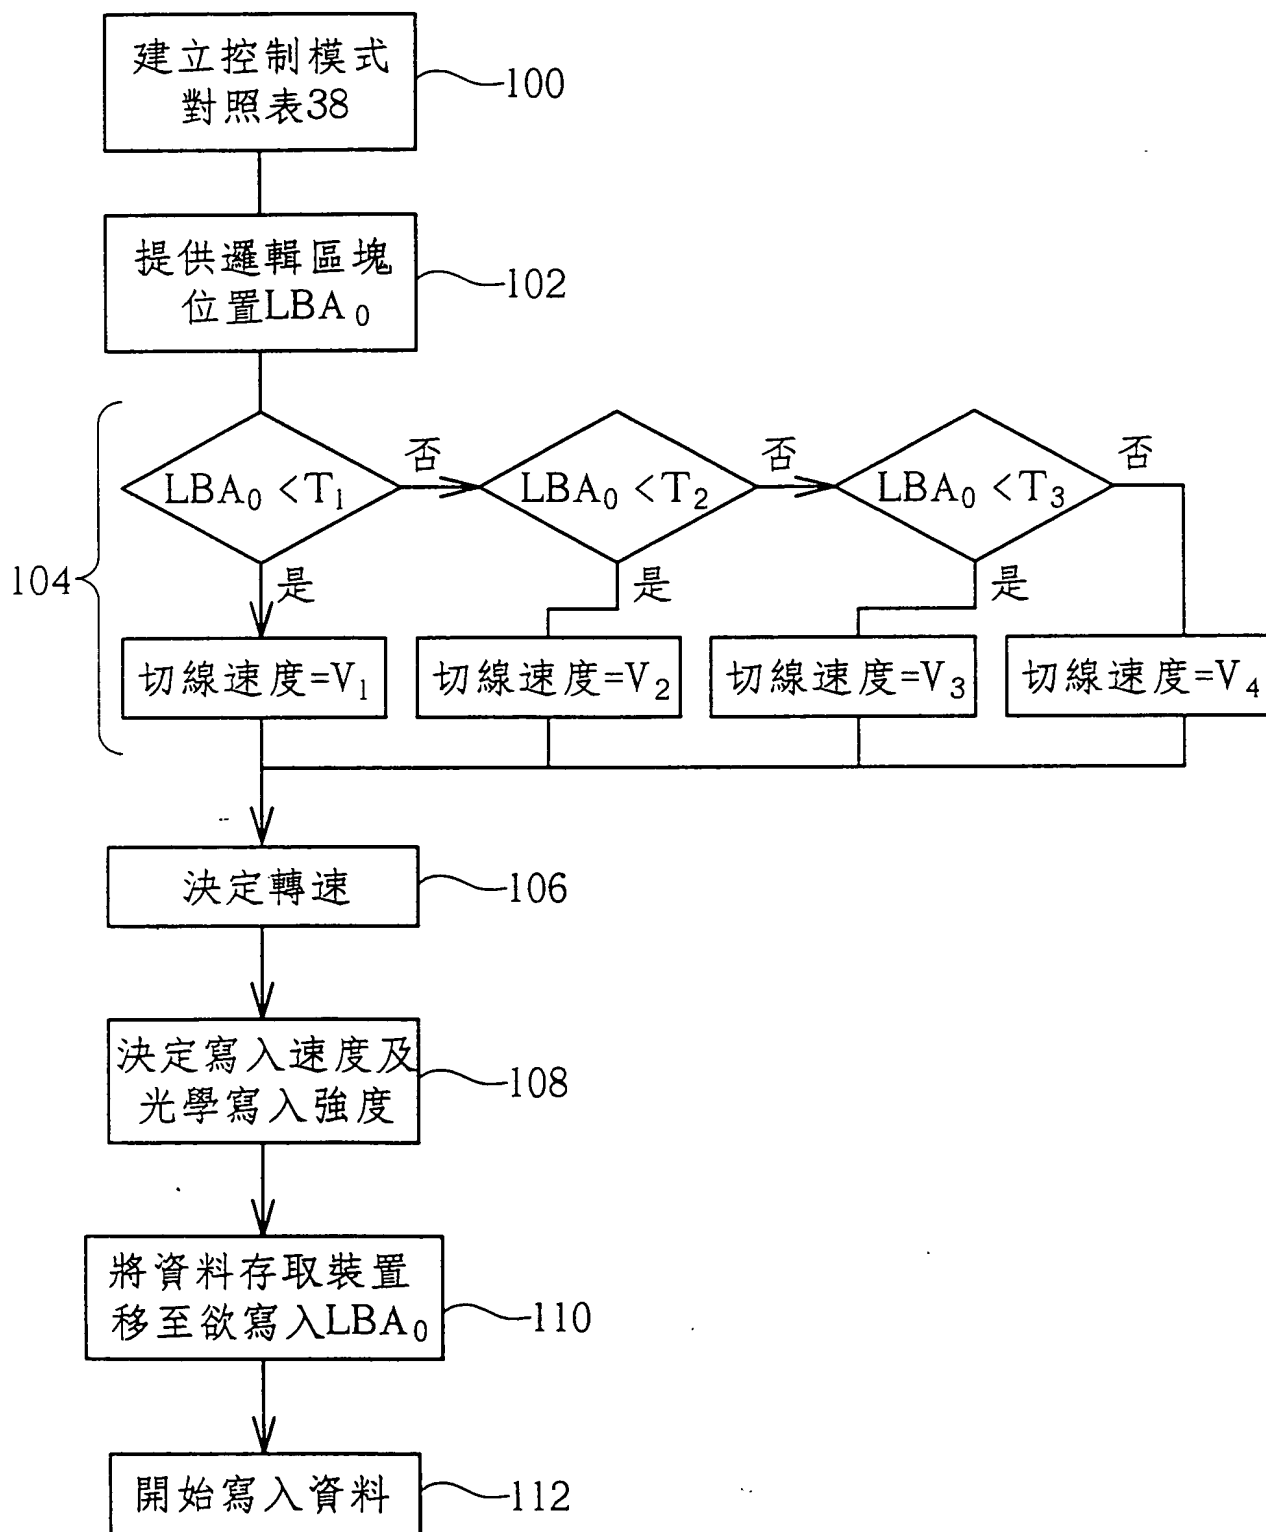 建立控制模式
對照表38
100
提供邏輯區塊
位置LBA₀
102
104
LBA₀ <T₁
否
LBA₀ <T₂
否
LBA₀ <T₃
否
是
是
是
切線速度=V₁
切線速度=V₂
切線速度=V₃
切線速度=V₄
決定轉速
106
決定寫入速度及
光學寫入強度
108
將資料存取裝置
移至欲寫入LBA₀
110
開始寫入資料
112